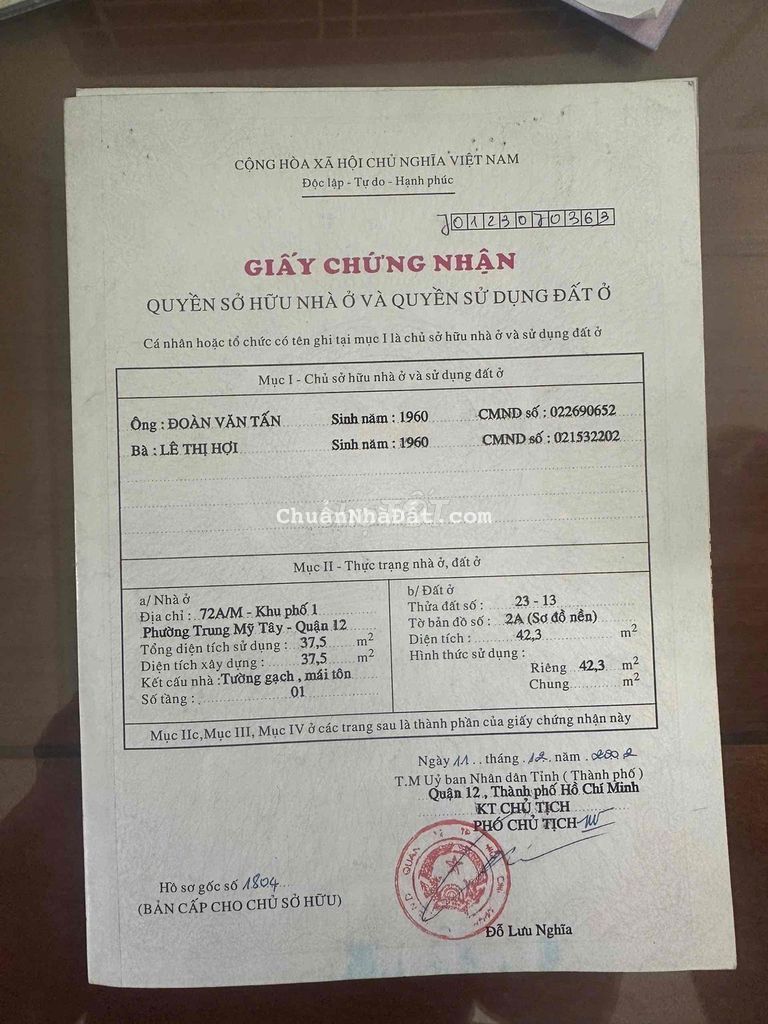 CỘNG HÒA XÃ HỘI CHỦ NGHĨA VIỆT NAM
Độc lập - Tự do - Hạnh phúc
0123070363
GIẤY CHỨNG NHẬN
QUYỀN SỞ HỮU NHÀ Ở VÀ QUYỀN SỬ DỤNG ĐẤT Ở
Cá nhân hoặc tổ chức có tên ghi tại mục I là chủ sở hữu nhà ở và sử dụng đất ở
Mục I - Chủ sở hữu nhà ở và sử dụng đất ở
Ông : ĐOÀN VĂN TẤN Sinh năm : 1960 CMND số : 022690652
Bà : LÊ THỊ HỢI Sinh năm : 1960 CMND số : 021532202
ChuẩnNhàĐất.com
Mục II - Thực trạng nhà ở, đất ở
a/ Nhà ở
Địa chỉ : 72A/M - Khu phố 1
Phường Trung Mỹ Tây - Quận 12
Tổng diện tích sử dụng : 37,5 m2
Diện tích xây dựng : 37,5 m2
Kết cấu nhà : Tường gạch , mái tôn
Số tầng : 01
b/ Đất ở
Thửa đất số : 23 - 13
Tờ bản đồ số : 2A (Sơ đồ nền)
Diện tích : 42,3 m2
Hình thức sử dụng :
Riêng 42,3 m2
Chung m2
Mục IIc,Mục III, Mục IV ở các trang sau là thành phần của giấy chứng nhận này
Ngày 11 tháng 12 năm 2002
T.M Uỷ ban Nhân dân Tỉnh ( Thành phố )
Quận 12 , Thành phố Hồ Chí Minh
KT CHỦ TỊCH
PHÓ CHỦ TỊCH
Đỗ Lưu Nghĩa
Hồ sơ gốc số 1804
(BẢN CẤP CHO CHỦ SỞ HỮU)